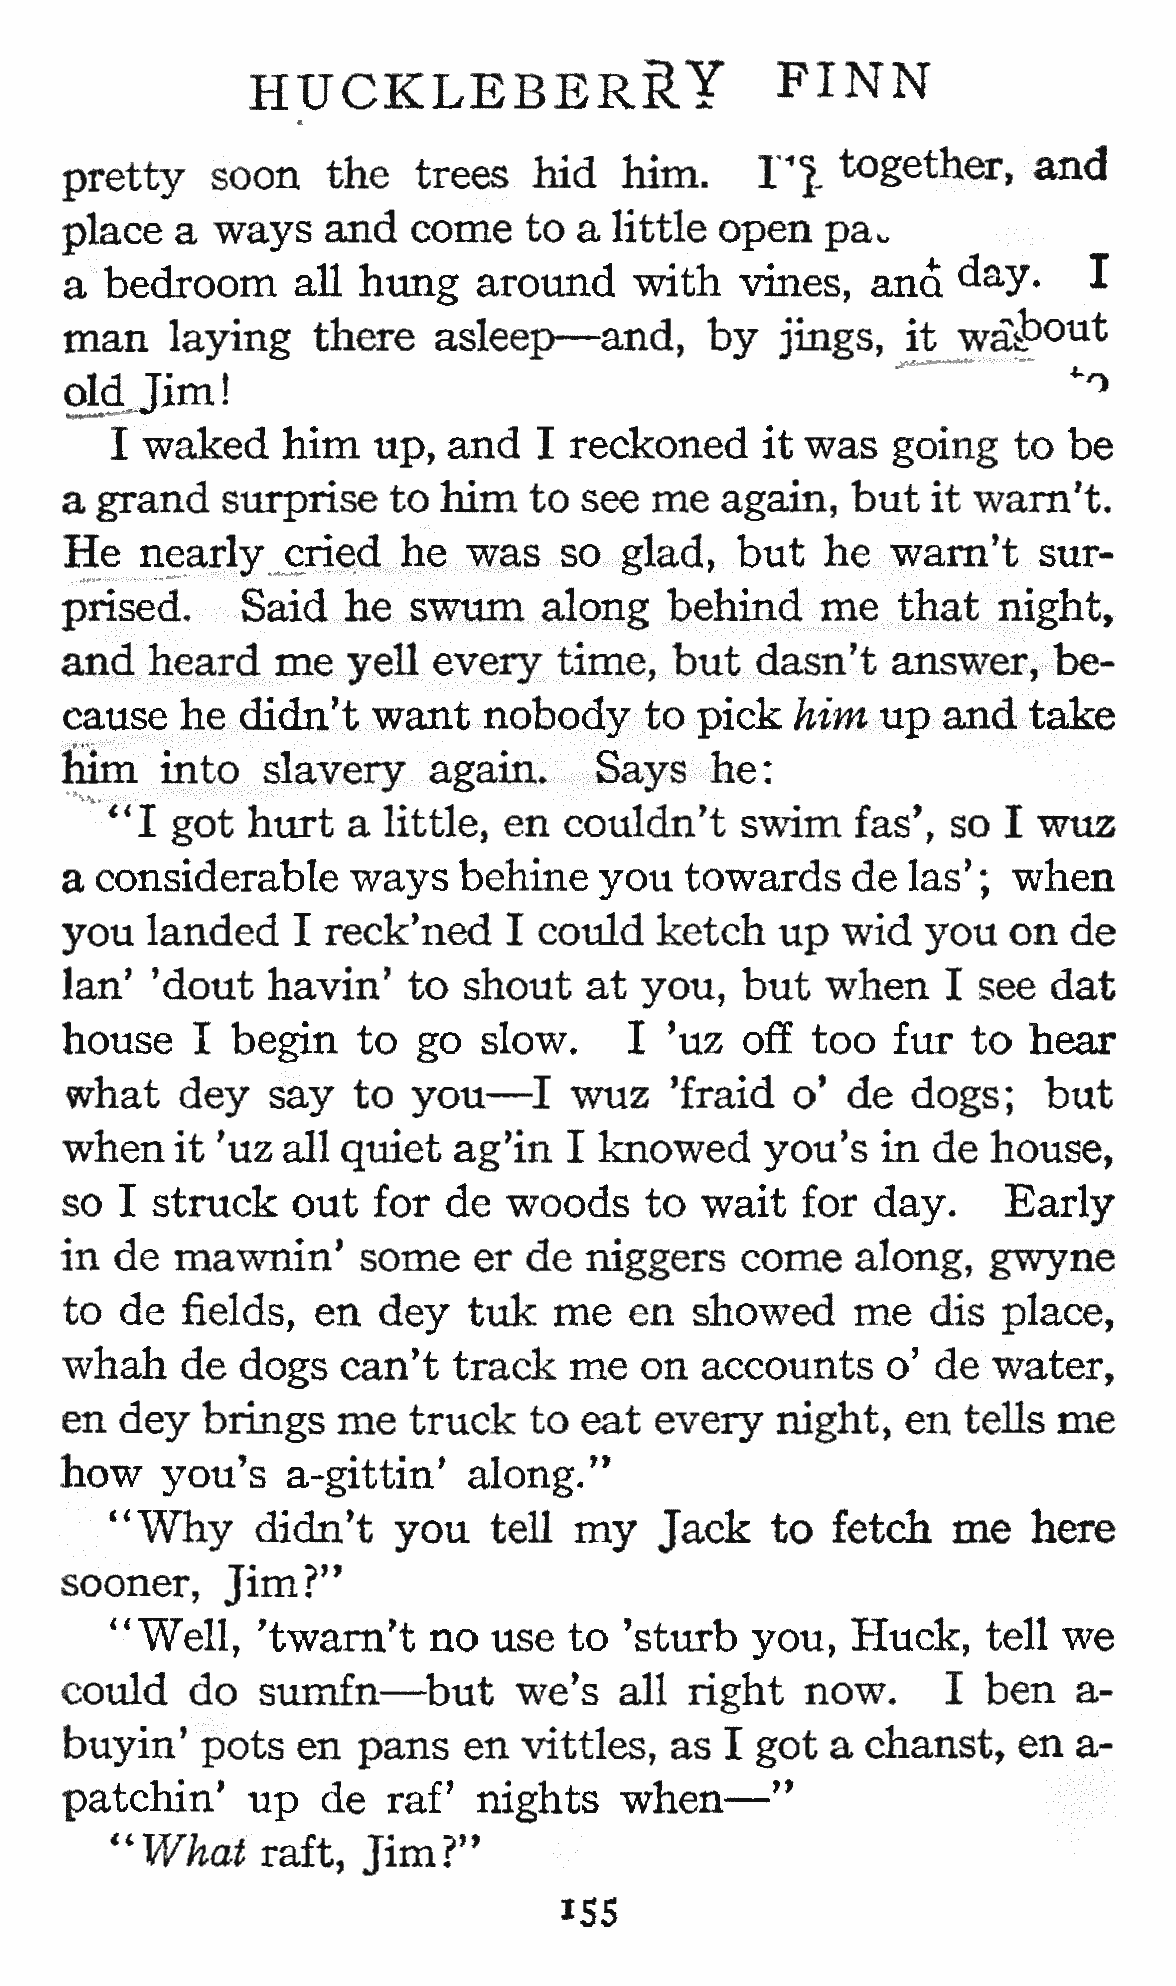 HUCKLEBERRY FINN
pretty soon the trees hid him. together, and
place a ways and come to a little open
a bedroom all hung around with vines, and day. I
man laying there asleep—and, by jings, it
old Jim!
I waked him up, and I reckoned it was going to be
a grand surprise to him to see me again, but it warn't.
He nearly cried he was so glad, but he warn't sur-
prised. Said he swum along behind me that night,
and heard me yell every time, but dasn't answer, be-
cause he didn't want nobody to pick him up and take
him into slavery again. Says he:
"I got hurt a little, en couldn't swim fas', so I wuz
a considerable ways behine you towards de las'; when
you landed I reck'ned I could ketch up wid you on de
lan' 'dout havin' to shout at you, but when I see dat
house I begin to go slow. I 'uz off too fur to hear
what dey say to you—I wuz 'fraid o' de dogs; but
when it 'uz all quiet ag'in I knowed you's in de house,
so I struck out for de woods to wait for day. Early
in de mawnin' some er de niggers come along, gwyne
to de fields, en dey tuk me en showed me dis place,
whah de dogs can't track me on accounts o' de water,
en dey brings me truck to eat every night, en tells me
how you's a-gittin' along."
"Why didn't you tell my Jack to fetch me here
sooner, Jim?"
"Well, 'twarn't no use to 'sturb you, Huck, tell we
could do sumfn—but we's all right now. I ben a-
buyin' pots en pans en vittles, as I got a chanst, en a-
patchin' up de raf' nights when—"
"What raft, Jim?"
155